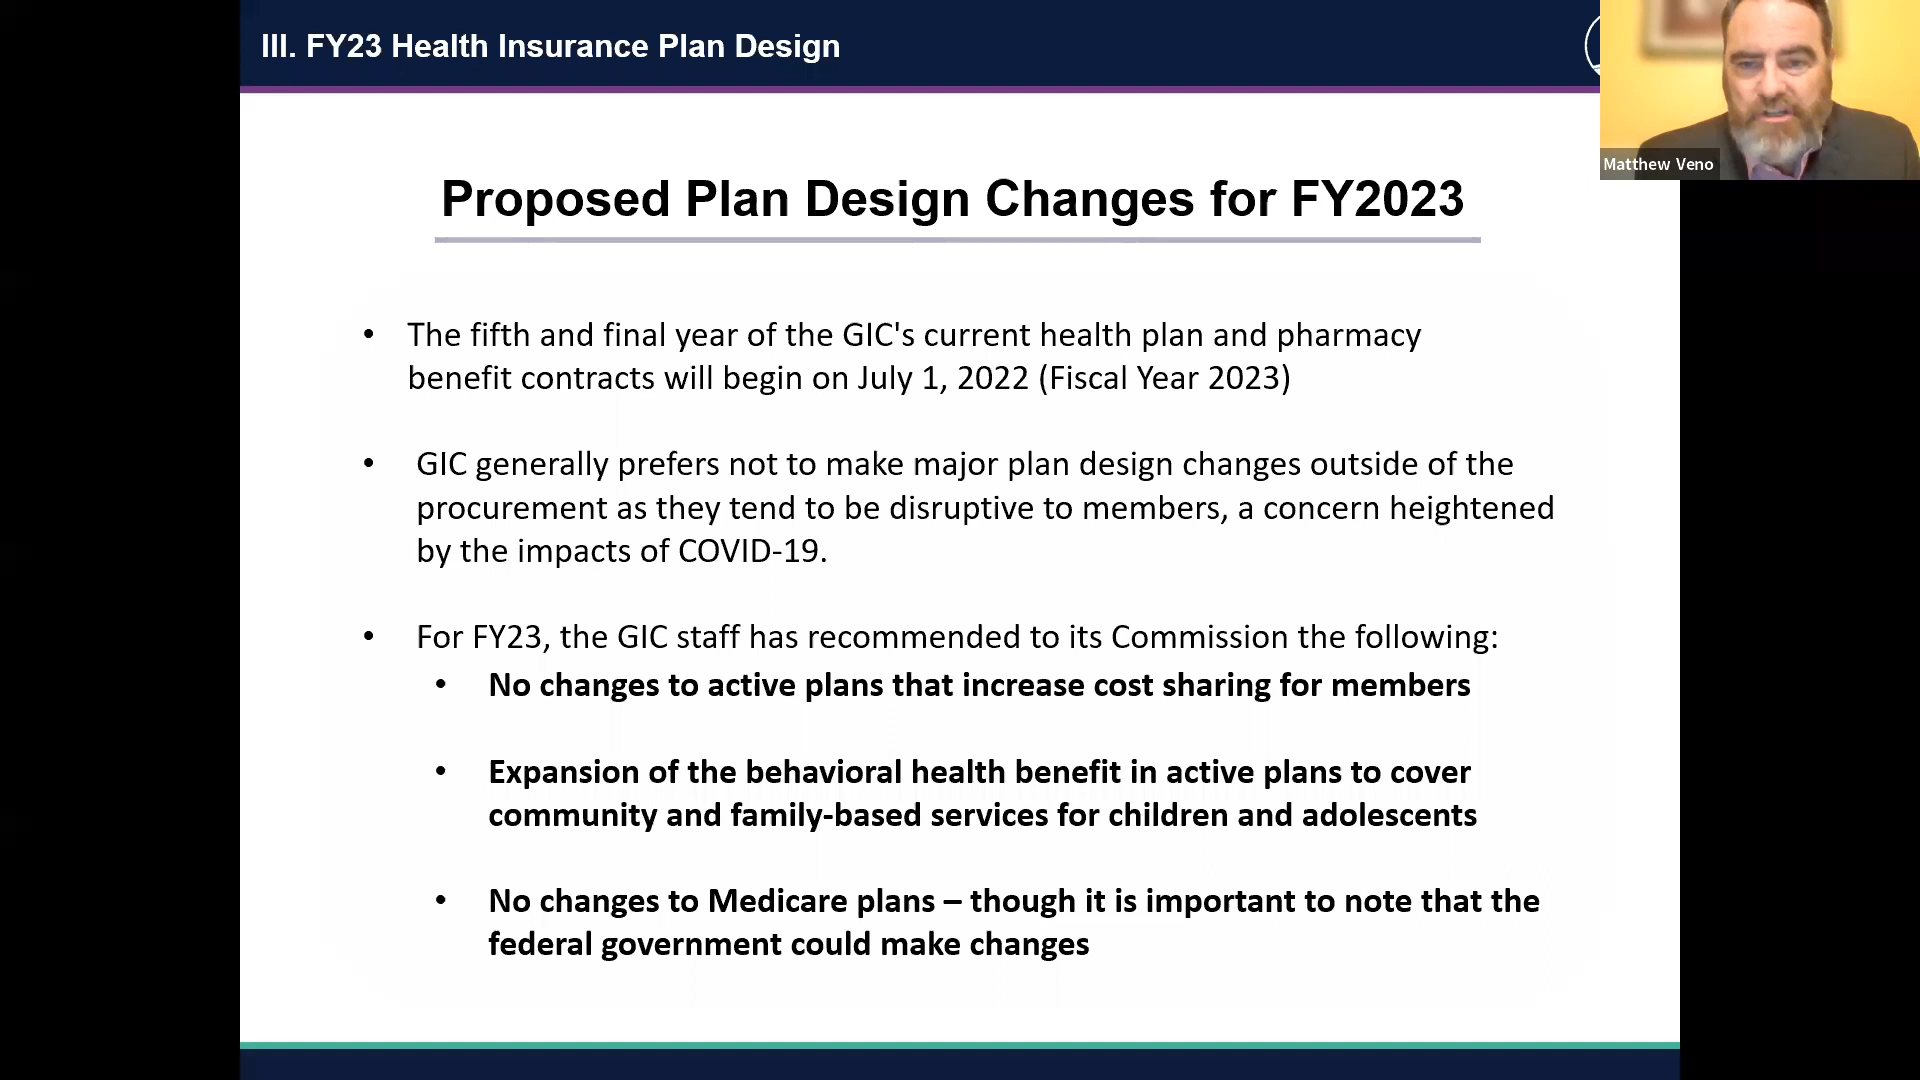 III. FY23 Health Insurance Plan Design
Matthew Veno
Proposed Plan Design Changes for FY2023
• The fifth and final year of the GIC's current health plan and pharmacy
benefit contracts will begin on July 1, 2022 (Fiscal Year 2023)
• GIC generally prefers not to make major plan design changes outside of the
procurement as they tend to be disruptive to members, a concern heightened
by the impacts of COVID-19.
• For FY23, the GIC staff has recommended to its Commission the following:
• No changes to active plans that increase cost sharing for members
• Expansion of the behavioral health benefit in active plans to cover
community and family-based services for children and adolescents
• No changes to Medicare plans – though it is important to note that the
federal government could make changes